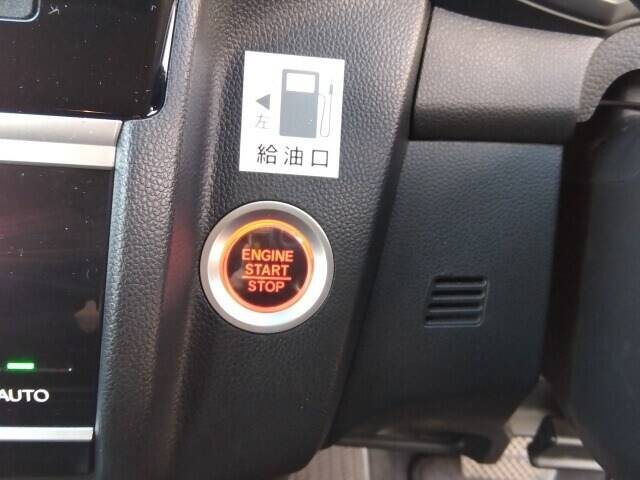 左
給油口
ENGINE
START
STOP
AUTO